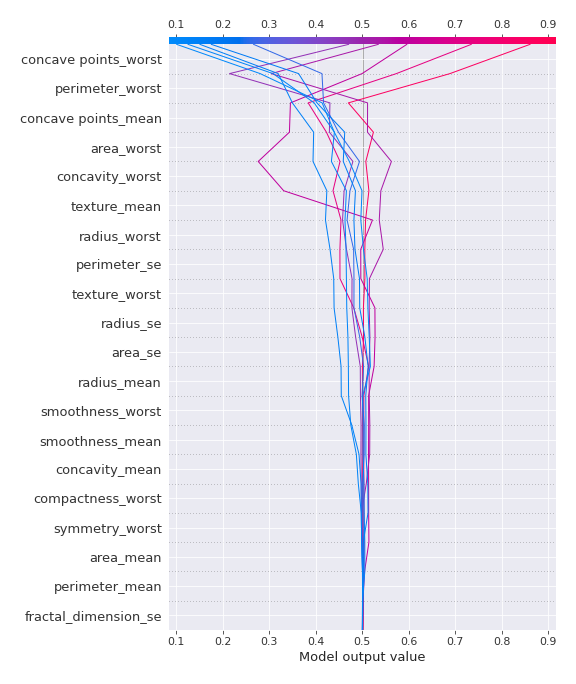 0.1 0.2 0.3 0.4 0.5 0.6 0.7 0.8 0.9
concave points_worst
perimeter_worst
concave points_mean
area_worst
concavity_worst
texture_mean
radius_worst
perimeter_se
texture_worst
radius_se
area_se
radius_mean
smoothness_worst
smoothness_mean
concavity_mean
compactness_worst
symmetry_worst
area_mean
perimeter_mean
fractal_dimension_se
0.1 0.2 0.3 0.4 0.5 0.6 0.7 0.8 0.9
Model output value